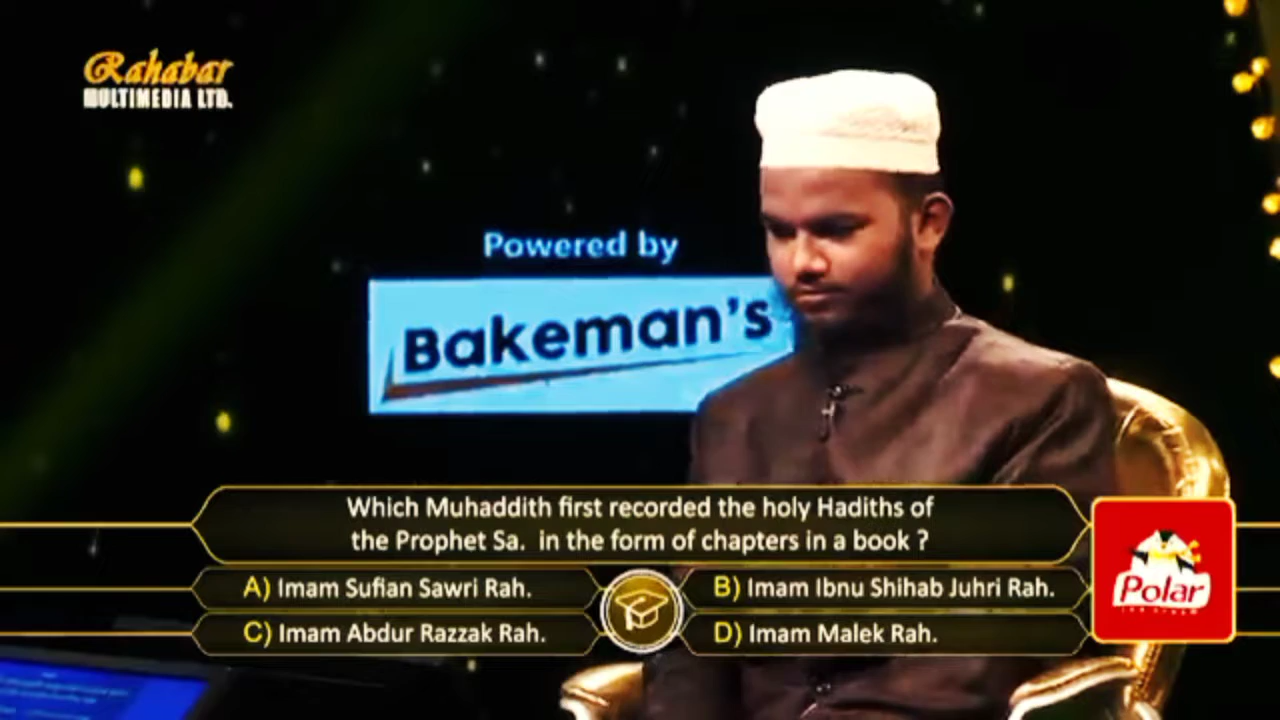 Rahabar
MULTIMEDIA LTD.
Powered by
Bakeman's
Which Muhaddith first recorded the holy Hadiths of
the Prophet Sa. in the form of chapters in a book ?
A) Imam Sufian Sawri Rah.
B) Imam Ibnu Shihab Juhri Rah.
C) Imam Abdur Razzak Rah.
D) Imam Malek Rah.
Polar